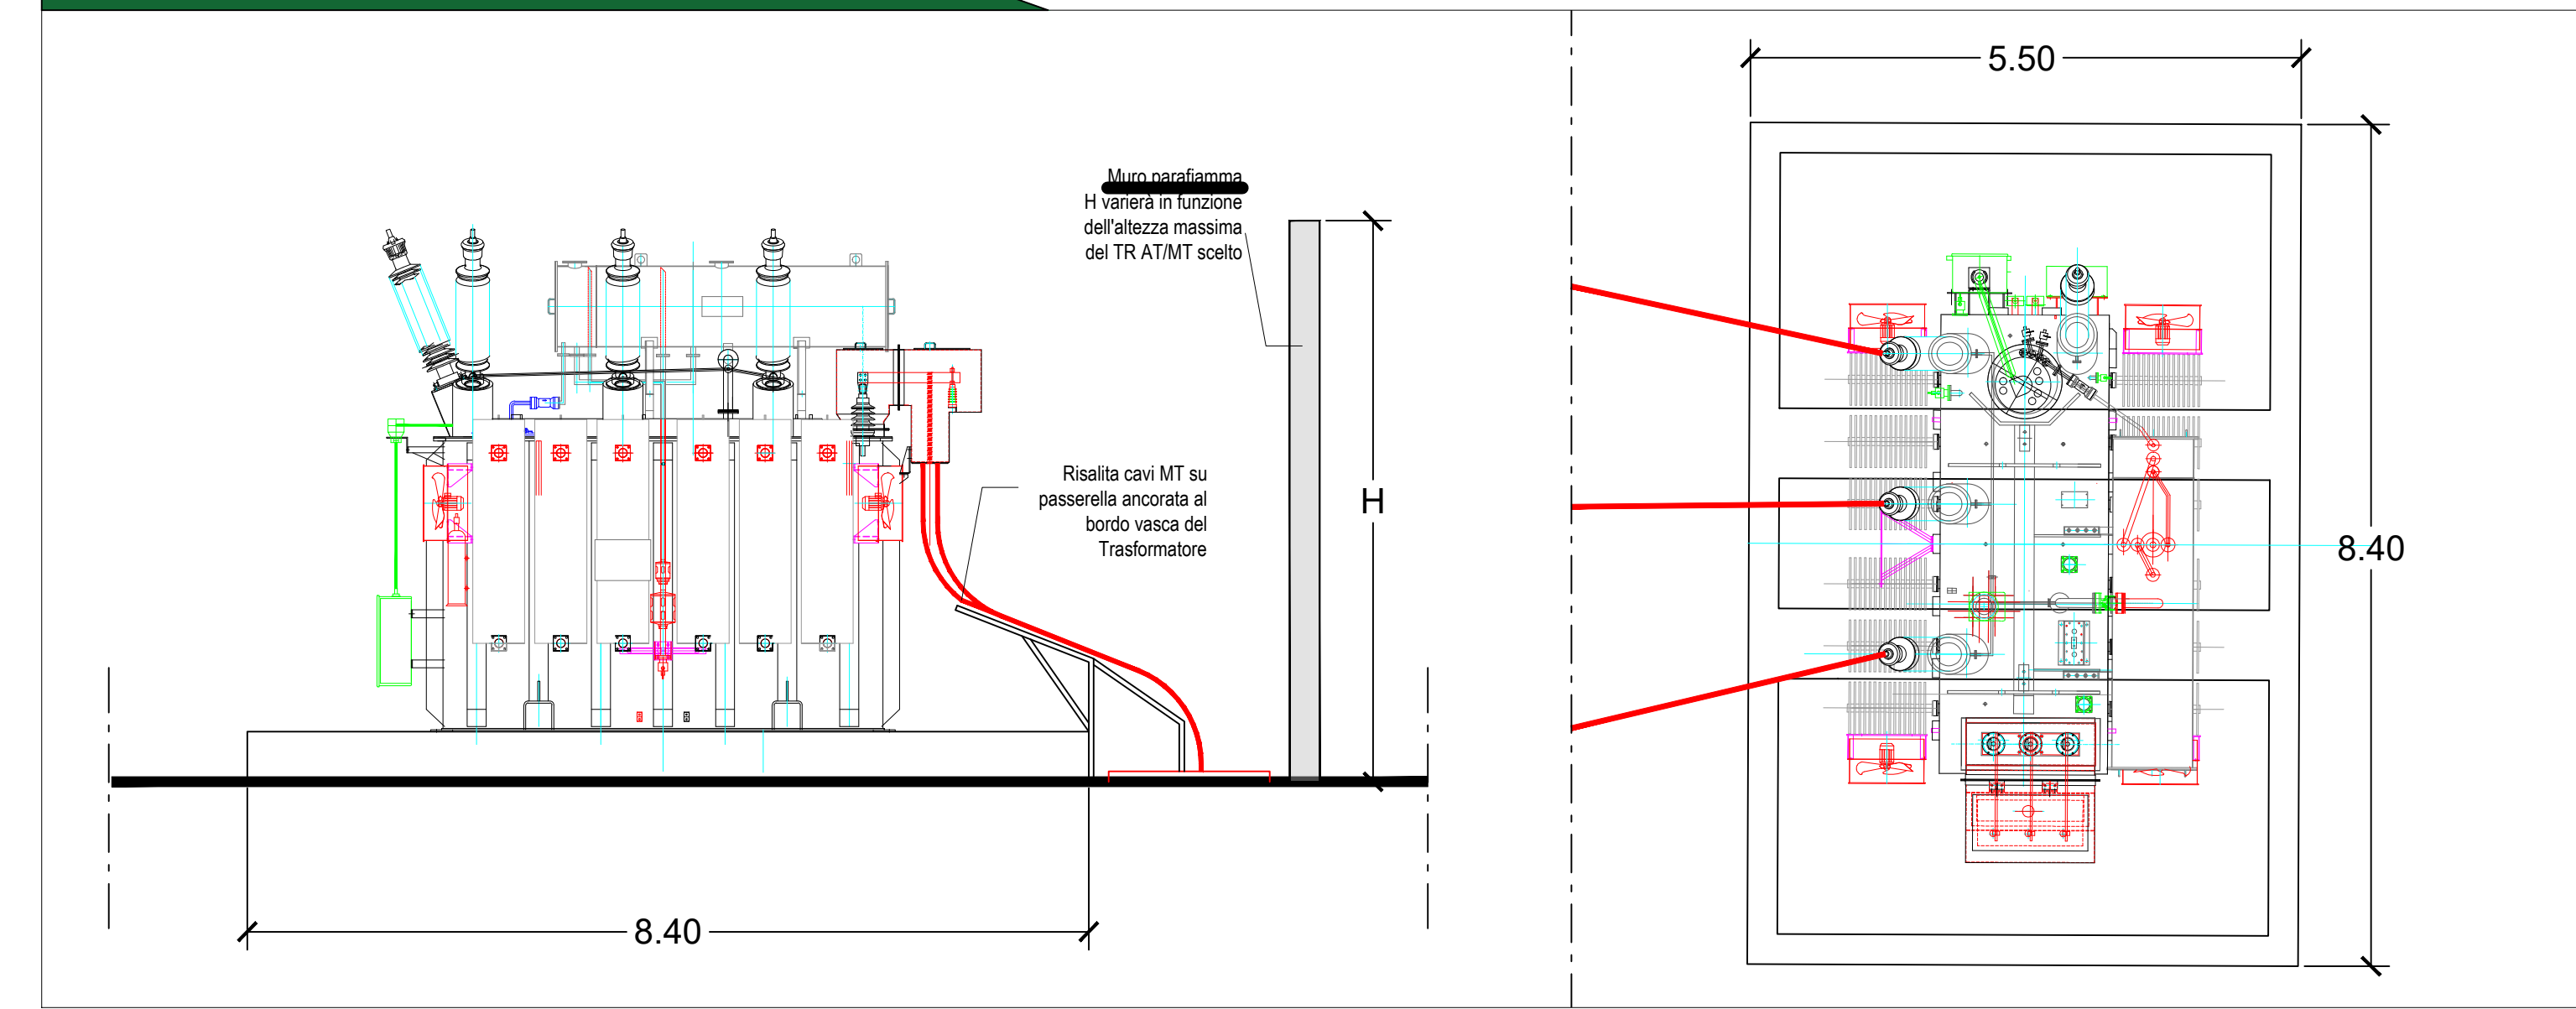 5.50
Muro parafiamma
H varierà in funzione
dell'altezza massima
del TR AT/MT scelto
Risalita cavi MT su
passerella ancorata al
bordo vasca del
Trasformatore
H
8.40
8.40